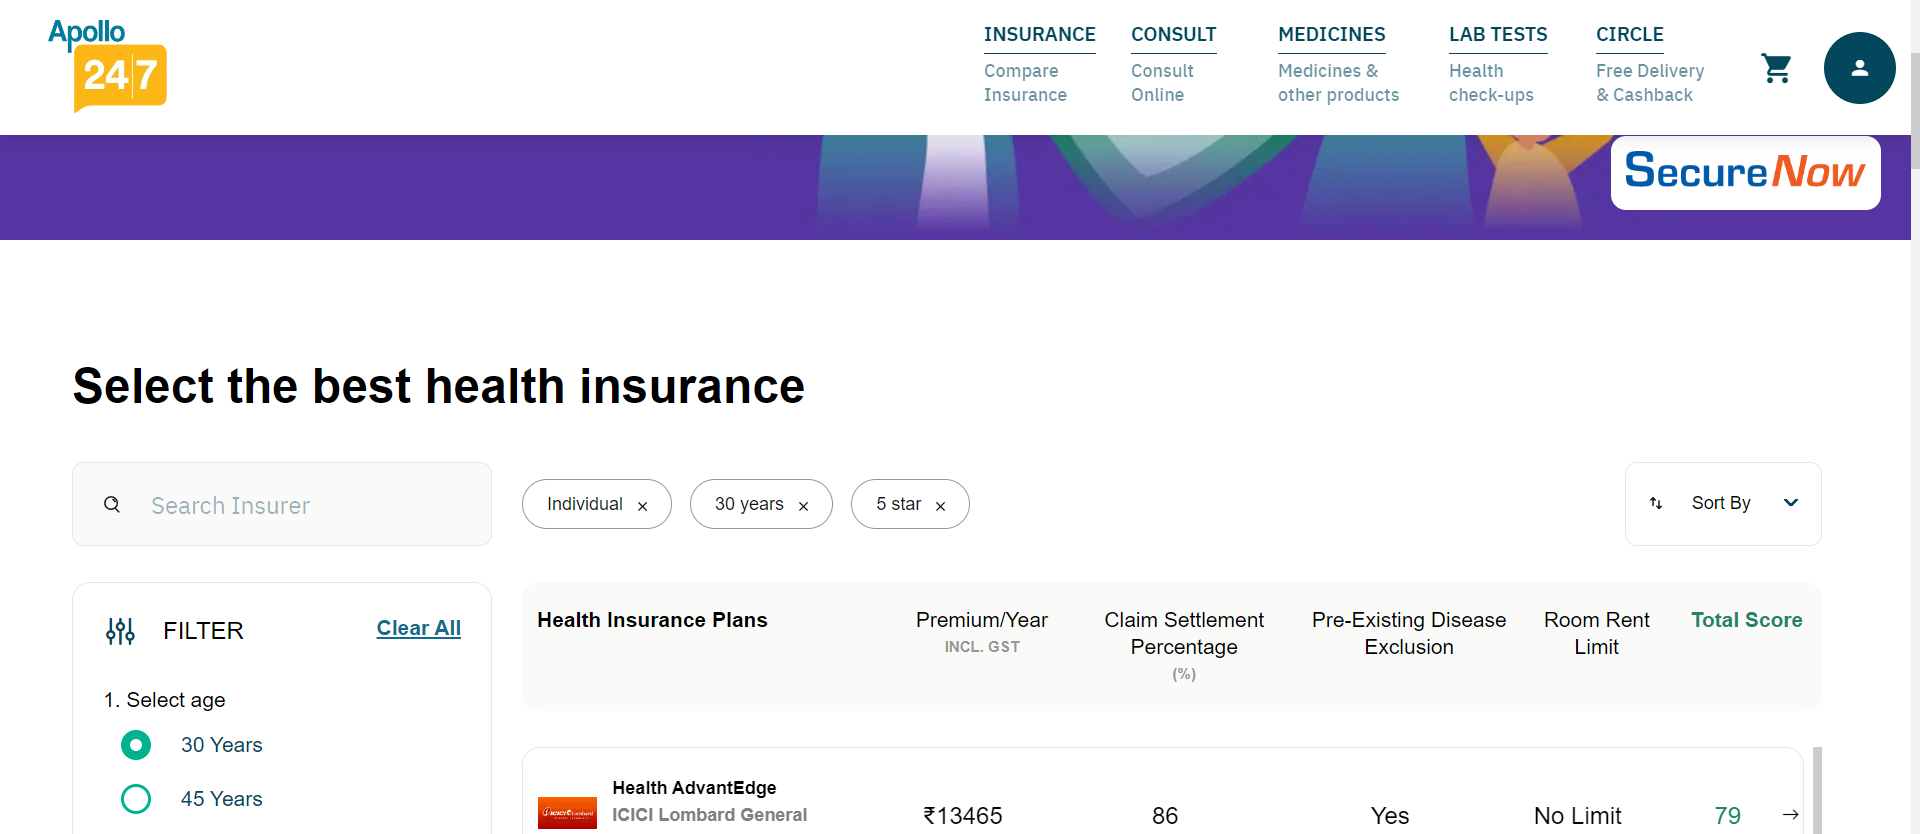 Apollo
24|7
INSURANCE
Compare
Insurance
CONSULT
Consult
Online
MEDICINES
Medicines &
other products
LAB TESTS
Health
check-ups
CIRCLE
Free Delivery
& Cashback
SecureNow
Select the best health insurance
Search Insurer
Individual ×
30 years ×
5 star ×
Sort By
FILTER
Clear All
1. Select age
30 Years
45 Years
Health Insurance Plans
Premium/Year
INCL. GST
Claim Settlement
Percentage
(%)
Pre-Existing Disease
Exclusion
Room Rent
Limit
Total Score
ICICI Lombard
Health AdvantEdge
ICICI Lombard General
₹13465
86
Yes
No Limit
79